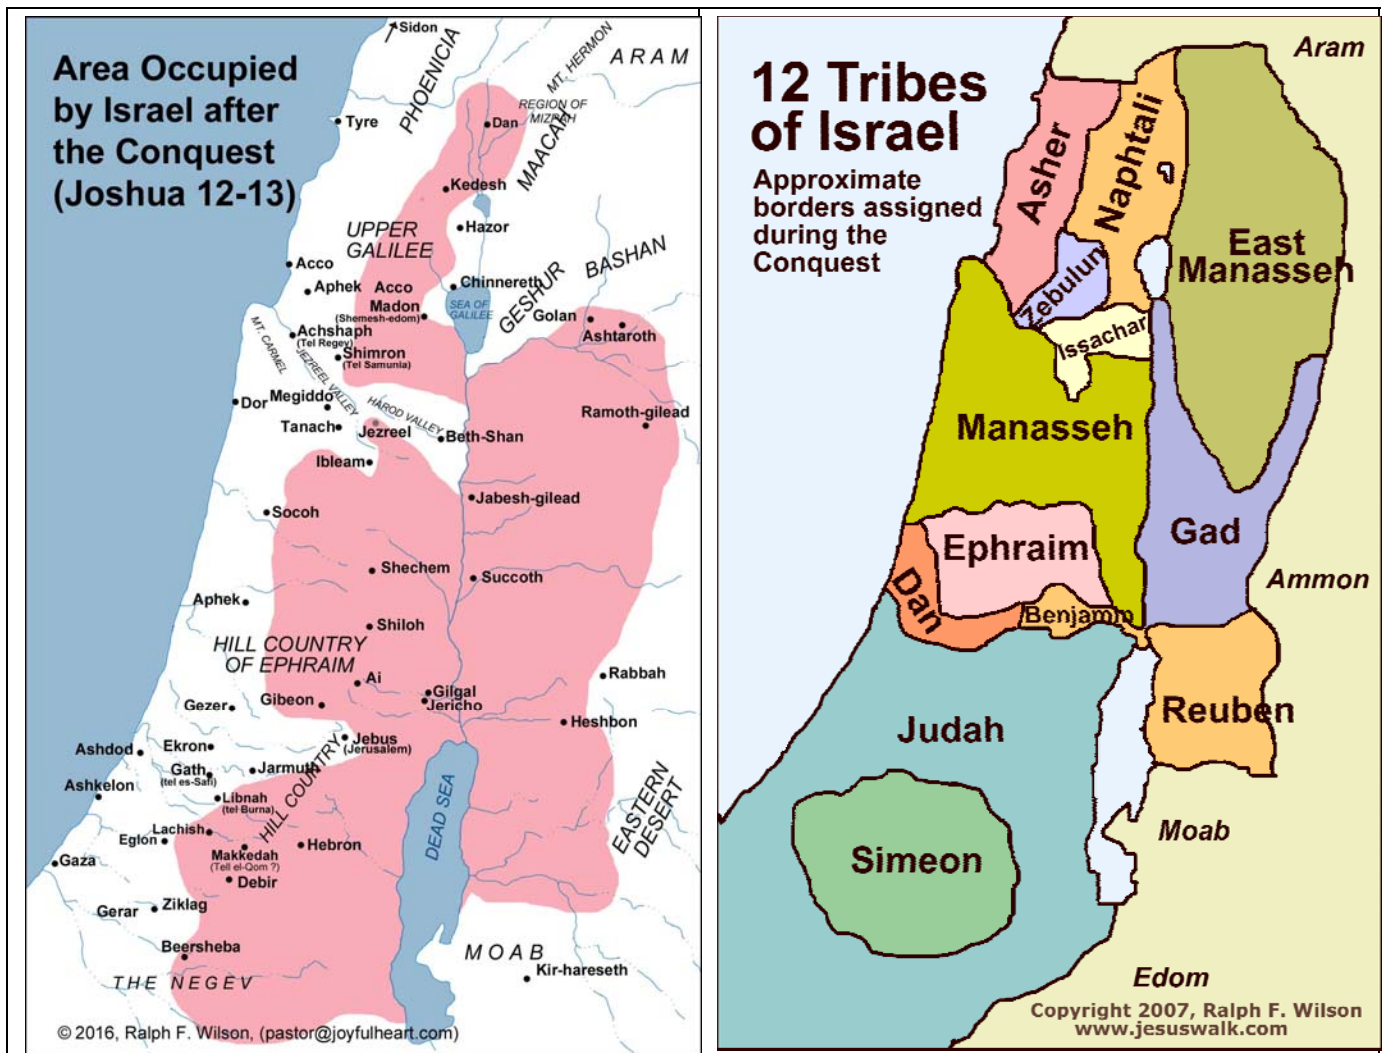 Area Occupied
by Israel after
the Conquest
(Joshua 12-13)
Sidon
PHOENICIA
MT. HERMON
ARAM
REGION OF
MIZPAH
Tyre
Dan
MAACAH
Kedesh
UPPER
GALILEE
Hazor
BASHAN
Acco
Aphek
Acco
Chinnereth
GESHUR
Madon
(Shemesh-edom)
SEA OF
GALILEE
Golan
Ashtaroth
Achshaph
(Tel Regev)
MT. CARMEL
JEZREEL VALLEY
Shimron
(Tel Samunia)
Dor
Megiddo
HAROD VALLEY
Ramoth-gilead
Tanach
Jezreel
Beth-Shan
Ibleam
Jabesh-gilead
Socoh
Shechem
Succoth
Aphek
Shiloh
HILL COUNTRY
OF EPHRAIM
Ai
Rabbah
Gezer
Gibeon
Gilgal
Jericho
Heshbon
Ashdod
Ekron
Jebus
(Jerusalem)
Gath
(tel es-Safi)
Jarmuth
HILL COUNTRY
Ashkelon
Libnah
(tel Burna)
DEAD SEA
EASTERN
DESERT
Lachish
Eglon
Makkedah
(Tell el-Qom ?)
Hebron
Gaza
Debir
Gerar
Ziklag
Beersheba
MOAB
Kir-hareseth
THE NEGEV
© 2016, Ralph F. Wilson, (pastor@joyfulheart.com)
12 Tribes
of Israel
Approximate
borders assigned
during the
Conquest
Aram
Asher
Naphtali
East
Manasseh
Zebulun
Issachar
Manasseh
Ephraim
Gad
Dan
Benjamin
Ammon
Judah
Reuben
Simeon
Moab
Edom
Copyright 2007, Ralph F. Wilson
www.jesuswalk.com